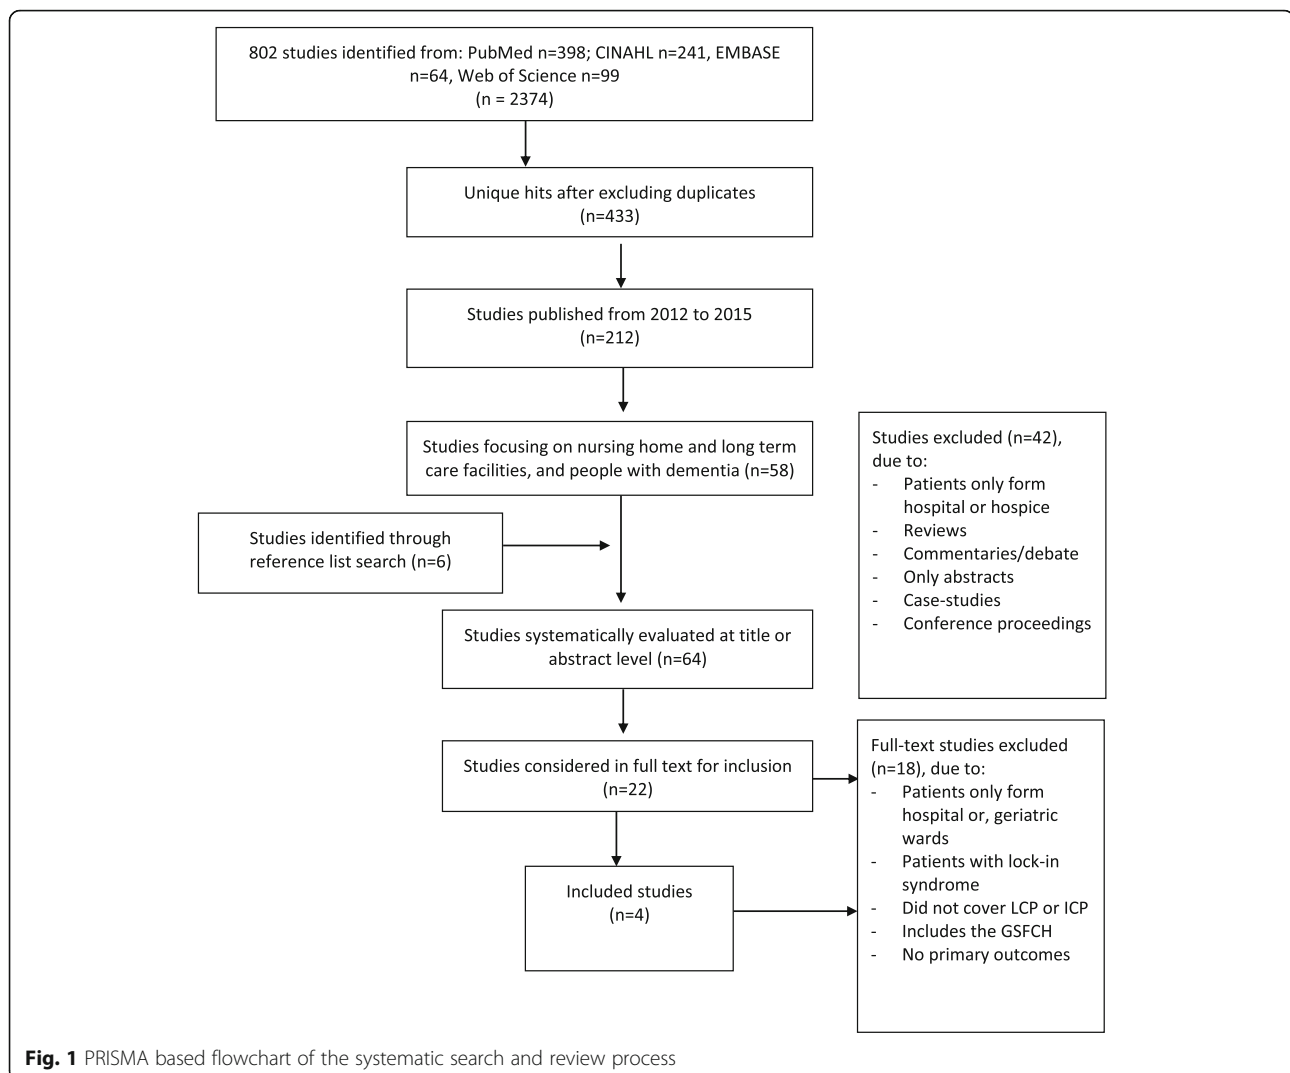 802 studies identified from: PubMed n=398; CINAHL n=241, EMBASE
n=64, Web of Science n=99
(n = 2374)
Unique hits after excluding duplicates
(n=433)
Studies published from 2012 to 2015
(n=212)
Studies focusing on nursing home and long term
care facilities, and people with dementia (n=58)
Studies identified through
reference list search (n=6)
Studies systematically evaluated at title or
abstract level (n=64)
Studies excluded (n=42),
due to:
- Patients only form
hospital or hospice
- Reviews
- Commentaries/debate
- Only abstracts
- Case-studies
- Conference proceedings
Studies considered in full text for inclusion
(n=22)
Full-text studies excluded
(n=18), due to:
- Patients only form
hospital or, geriatric
wards
- Patients with lock-in
syndrome
- Did not cover LCP or ICP
- Includes the GSFCH
- No primary outcomes
Included studies
(n=4)
Fig. 1 PRISMA based flowchart of the systematic search and review process